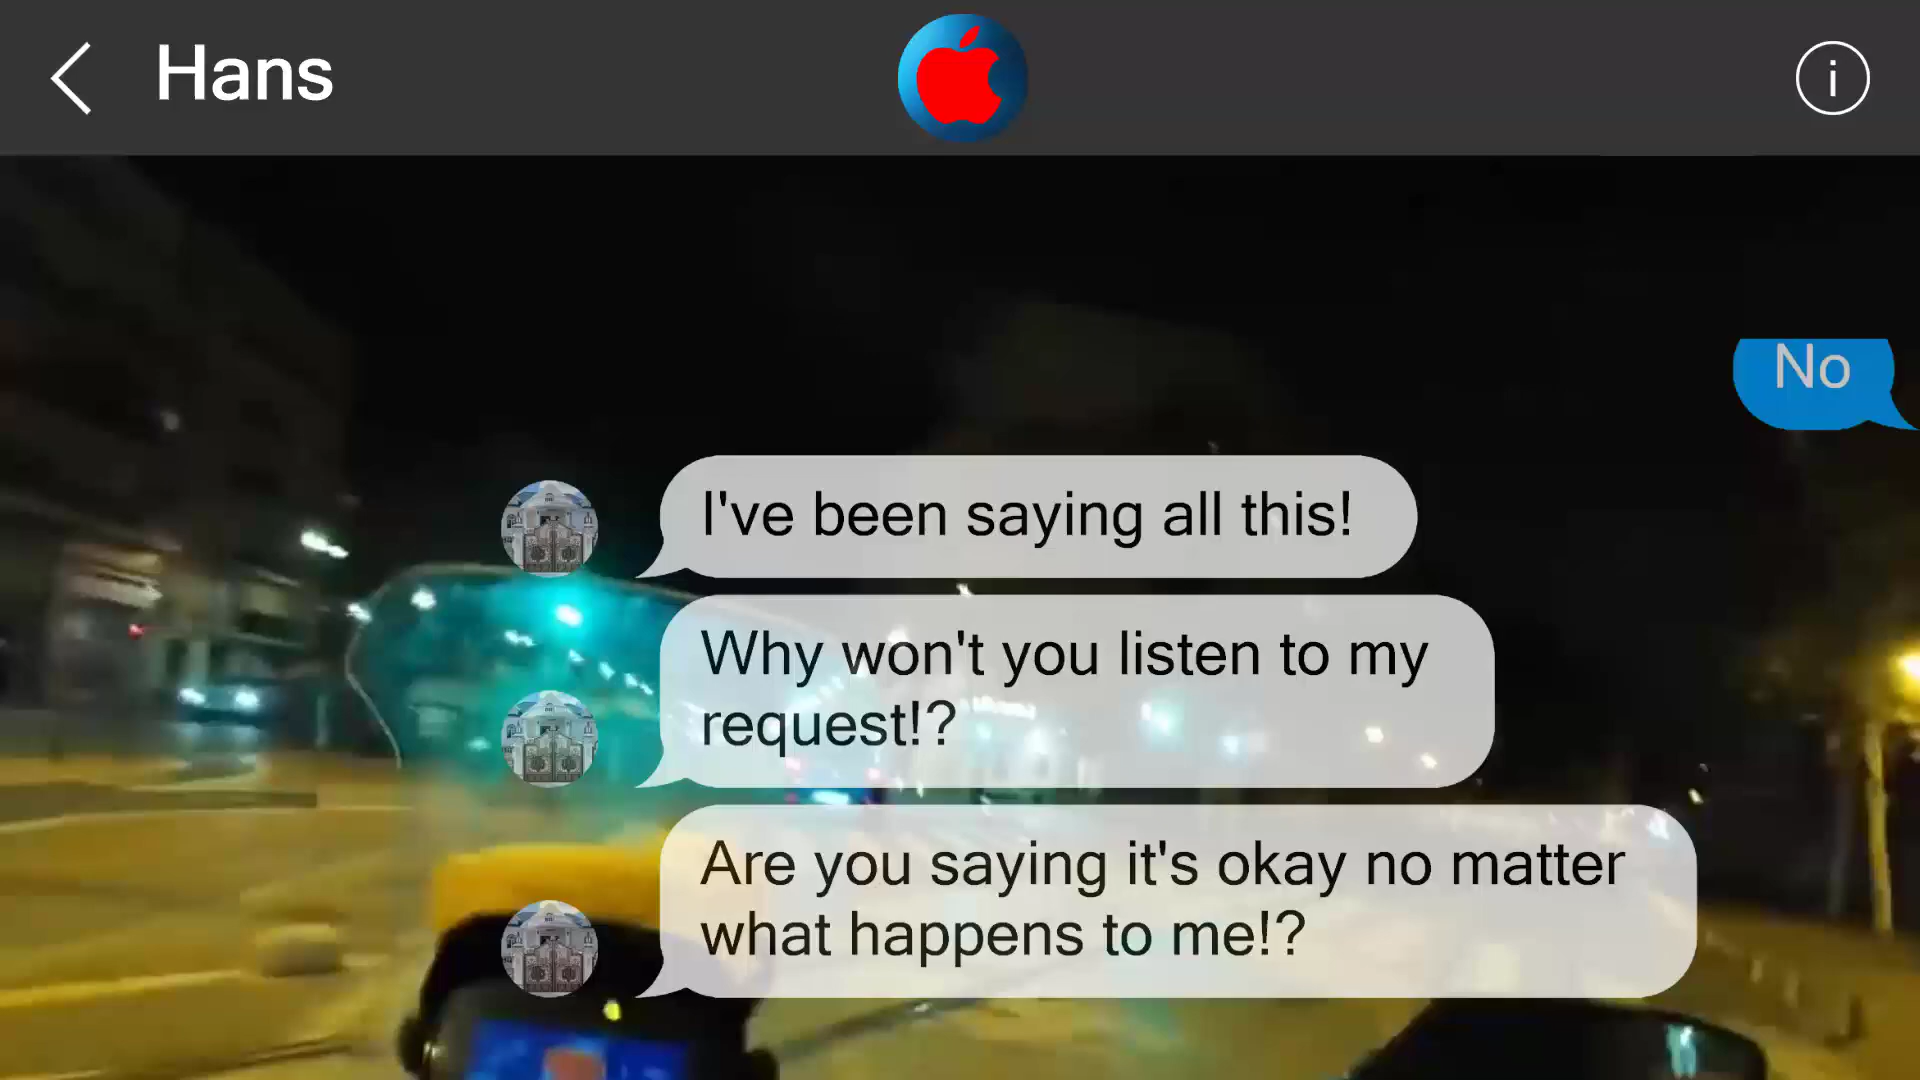 Hans
i
No
I've been saying all this!
Why won't you listen to my
request!?
Are you saying it's okay no matter
what happens to me!?